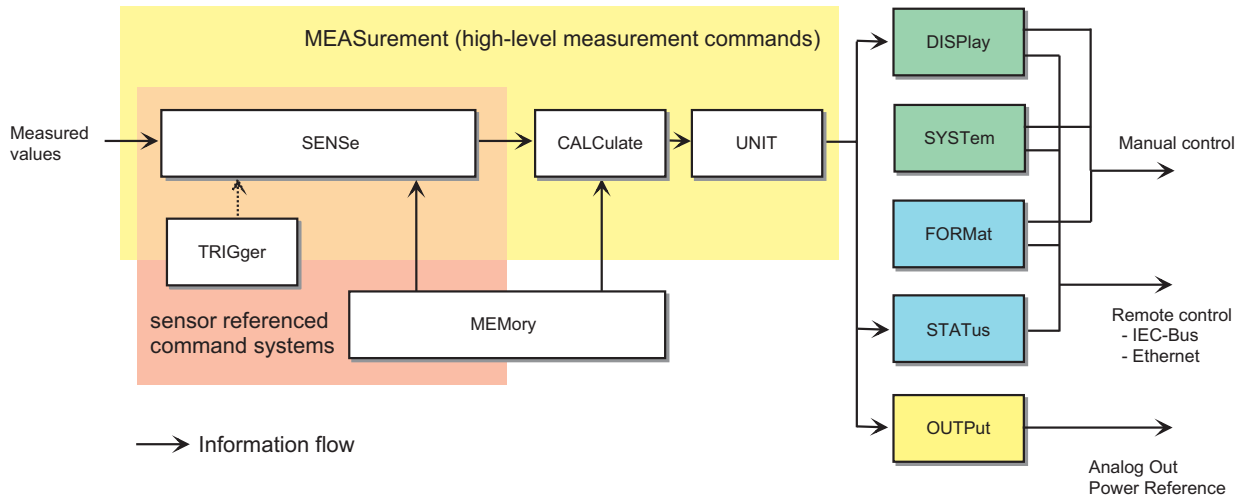 MEASurement (high-level measurement commands)
DISPlay
Measured
values
SENSe
CALCulate
UNIT
SYSTem
Manual control
TRIGger
FORMat
sensor referenced
command systems
MEMory
STATus
Remote control
- IEC-Bus
- Ethernet
OUTPut
Information flow
Analog Out
Power Reference